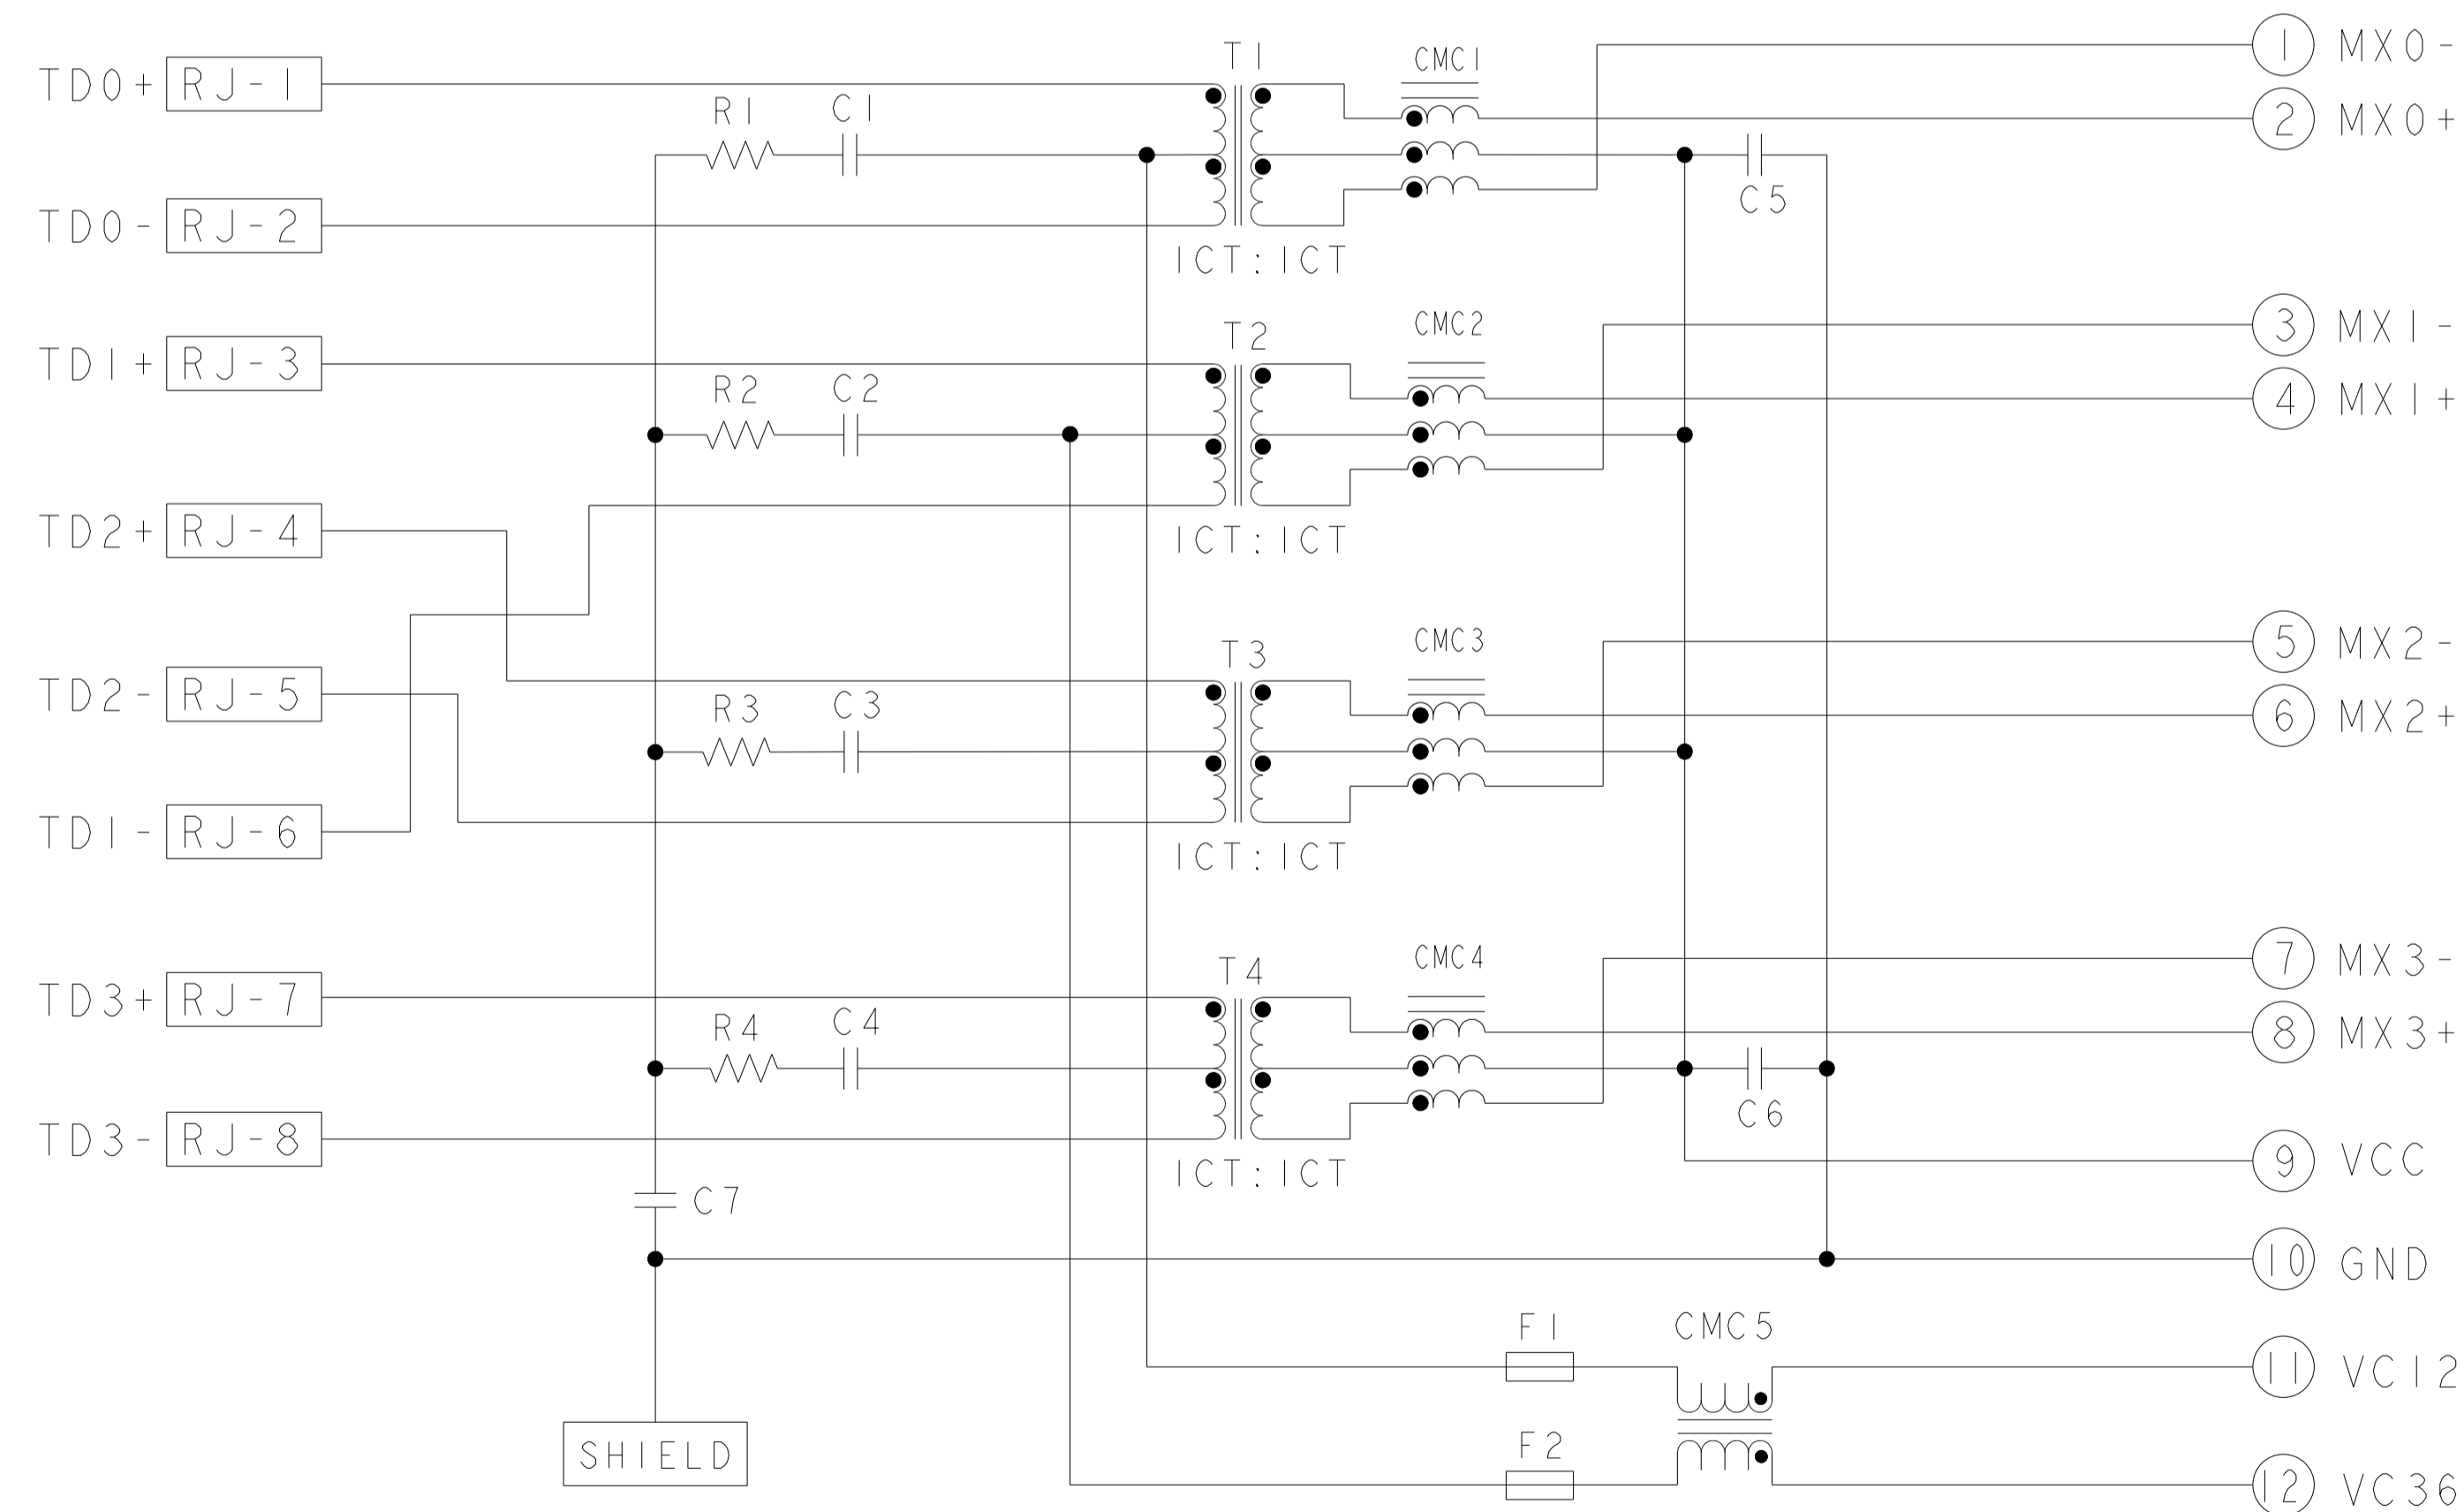 T1 CMC1 1 MX0-
TD0+ RJ-1
R1 C1 2 MX0+
C5
TD0- RJ-2
1CT:1CT
T2 CMC2 3 MX1-
TD1+ RJ-3
R2 C2 4 MX1+
TD2+ RJ-4
1CT:1CT
T3 CMC3 5 MX2-
TD2- RJ-5
R3 C3 6 MX2+
TD1- RJ-6
1CT:1CT
T4 CMC4 7 MX3-
TD3+ RJ-7
R4 C4 8 MX3+
C6
TD3- RJ-8
1CT:1CT 9 VCC
C7
10 GND
F1 CMC5
11 VC12
F2
SHIELD
12 VC36